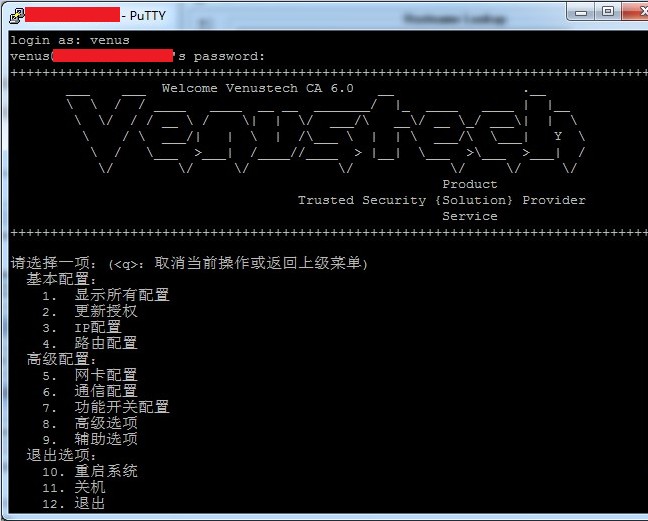 - PuTTY
Hostname Lookup
login as: venus
venus 's password:
++++++++++++++++++++++++++++++++++++++++++++++++++++++++++++++++++++++++++++++++
Welcome Venustech CA 6.0
Venustech
Product
Trusted Security {Solution} Provider
Service
++++++++++++++++++++++++++++++++++++++++++++++++++++++++++++++++++++++++++++++++
请选择一项: (<q>: 取消当前操作或返回上级菜单)
基本配置:
1. 显示所有配置
2. 更新授权
3. IP配置
4. 路由配置
高级配置:
5. 网卡配置
6. 通信配置
7. 功能开关配置
8. 高级选项
9. 辅助选项
退出选项:
10. 重启系统
11. 关机
12. 退出